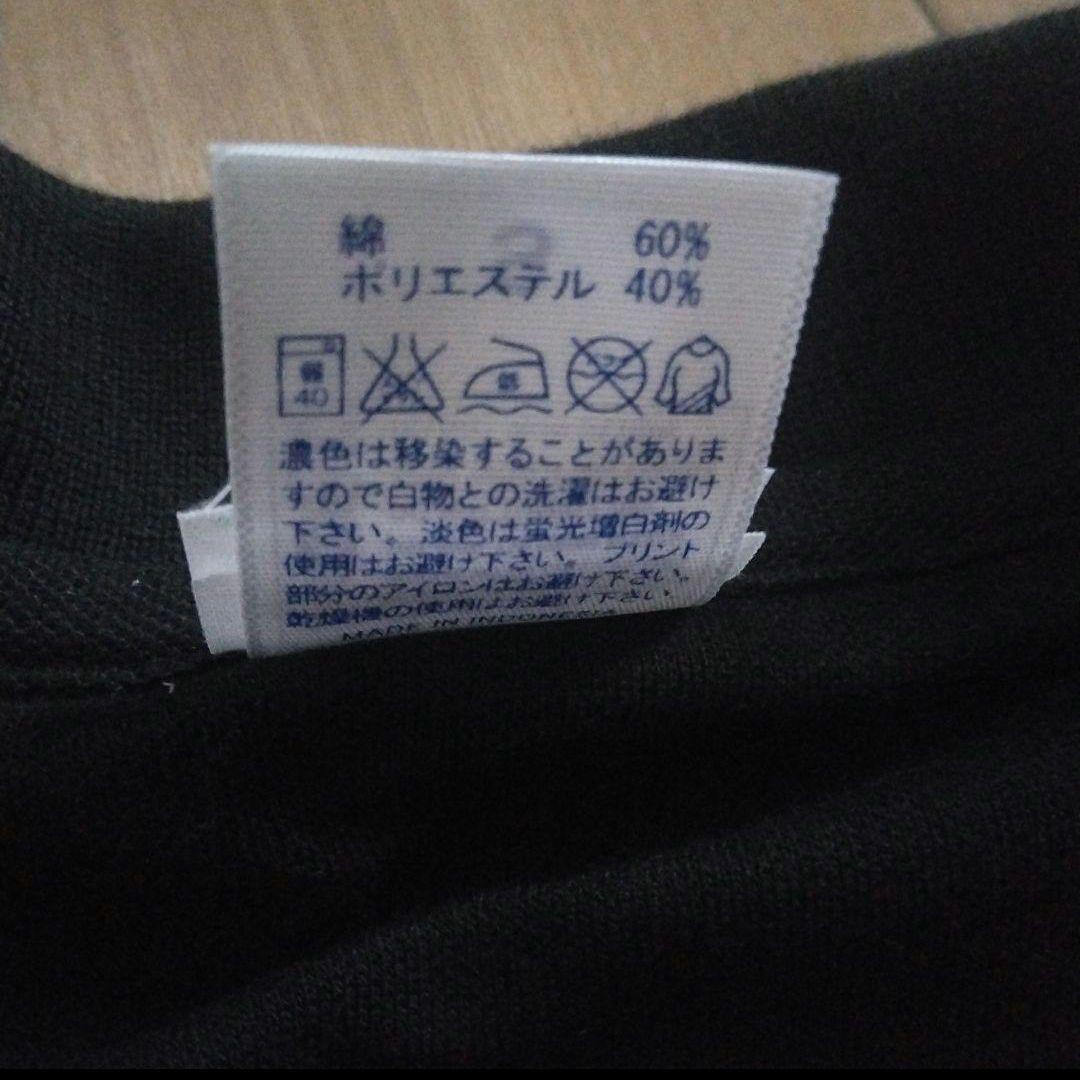 綿 60%
ポリエステル 40%
弱
40
濃色は移染することがありま
すので白物との洗濯はお避け
下さい。淡色は蛍光増白剤の
使用はお避け下さい。プリント
部分のアイロンはお避け下さい。
乾燥機の使用はお避け下さい。
MADE IN INDONESIA